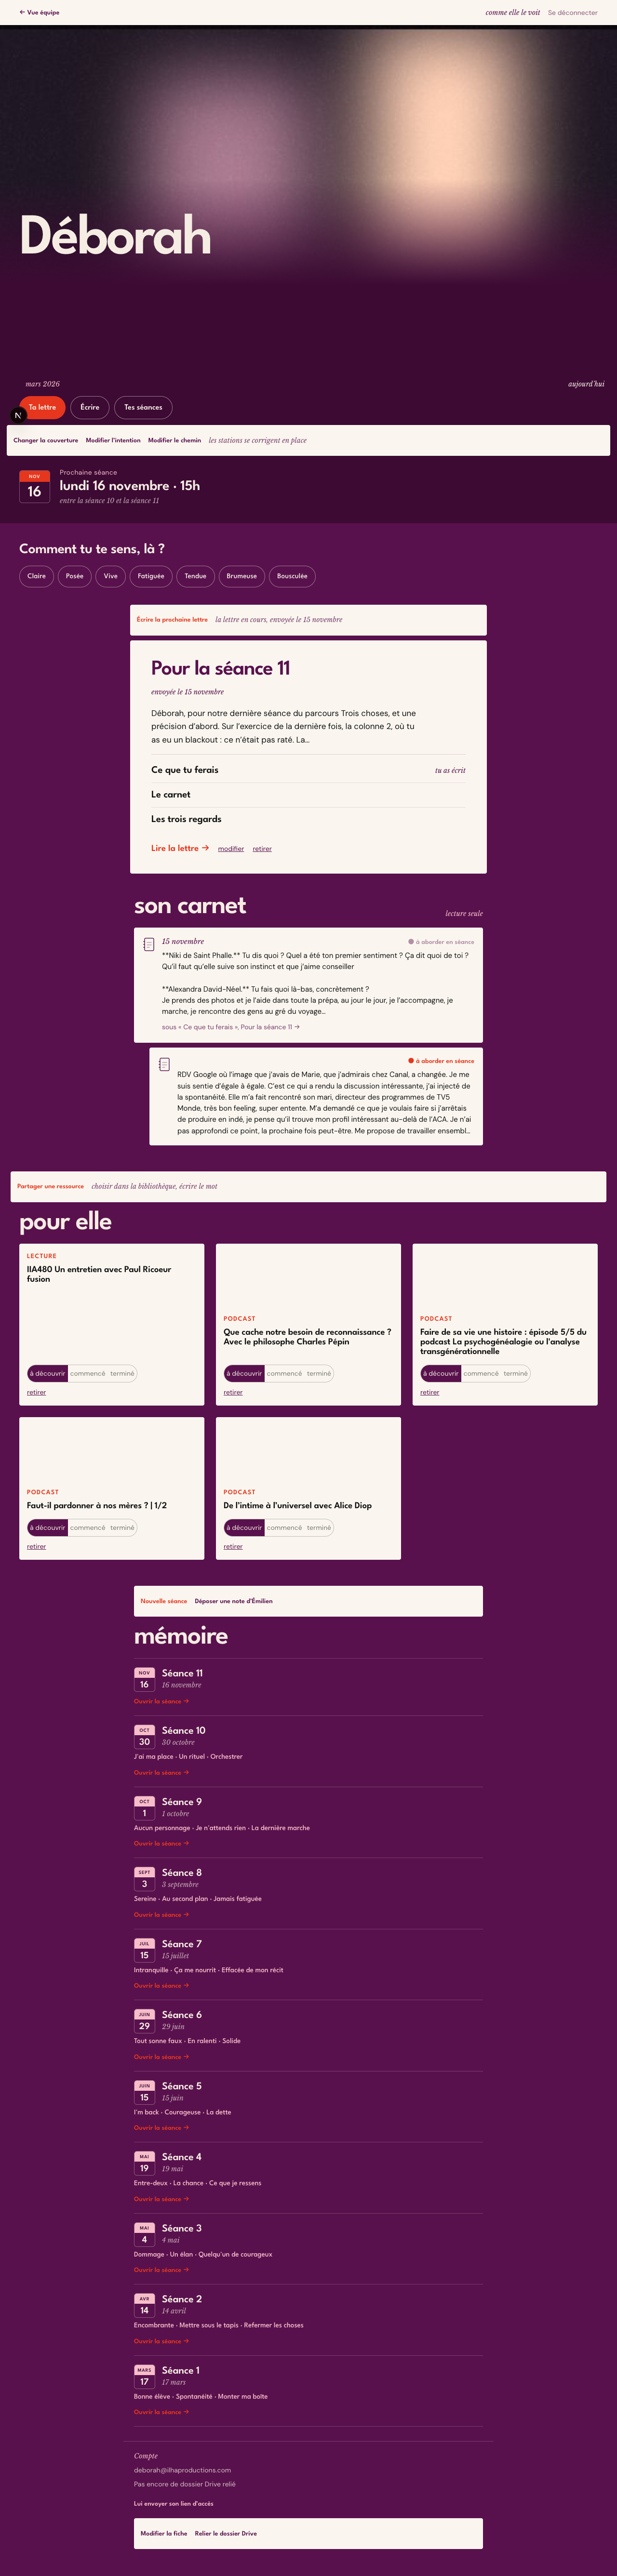 ← Vue équipe
comme elle le voit Se déconnecter
Déborah
mars 2026
aujourd'hui
N
Ta lettre
Écrire
Tes séances
Changer la couverture Modifier l'intention Modifier le chemin les stations se corrigent en place
NOV
16
Prochaine séance
lundi 16 novembre · 15h
entre la séance 10 et la séance 11
Comment tu te sens, là ?
Claire Posée Vive Fatiguée Tendue Brumeuse Bousculée
Écrire la prochaine lettre la lettre en cours, envoyée le 15 novembre
Pour la séance 11
envoyée le 15 novembre
Déborah, pour notre dernière séance du parcours Trois choses, et une
précision d'abord. Sur l'exercice de la dernière fois, la colonne 2, où tu
as eu un blackout : ce n'était pas raté. La…
Ce que tu ferais
tu as écrit
Le carnet
Les trois regards
Lire la lettre → modifier retirer
son carnet
lecture seule
15 novembre
à aborder en séance
**Niki de Saint Phalle.** Tu dis quoi ? Quel a été ton premier sentiment ? Ça dit quoi de toi ?
Qu'il faut qu'elle suive son instinct et que j'aime conseiller
**Alexandra David-Néel.** Tu fais quoi là-bas, concrètement ?
Je prends des photos et je l'aide dans toute la prépa, au jour le jour, je l'accompagne, je
marche, je rencontre des gens au gré du voyage…
sous « Ce que tu ferais », Pour la séance 11 →
à aborder en séance
RDV Google où l'image que j'avais de Marie, que j'admirais chez Canal, a changée. Je me
suis sentie d'égale à égale. C'est ce qui a rendu la discussion intéressante, j'ai injecté de
la spontanéité. Elle m'a fait rencontré son mari, directeur des programmes de TV5
Monde, très bon feeling, super entente. M'a demandé ce que je voulais faire si j'arrêtais
de produire en indé, je pense qu'il trouve mon profil intéressant au-delà de l'ACA. Je n'ai
pas approfondi ce point, la prochaine fois peut-être. Me propose de travailler ensembl…
Partager une ressource choisir dans la bibliothèque, écrire le mot
pour elle
LECTURE
IIA480 Un entretien avec Paul Ricoeur
fusion
à découvrir commencé terminé
retirer
PODCAST
Que cache notre besoin de reconnaissance ?
Avec le philosophe Charles Pépin
à découvrir commencé terminé
retirer
PODCAST
Faire de sa vie une histoire : épisode 5/5 du
podcast La psychogénéalogie ou l'analyse
transgénérationnelle
à découvrir commencé terminé
retirer
PODCAST
Faut-il pardonner à nos mères ? | 1/2
à découvrir commencé terminé
retirer
PODCAST
De l'intime à l'universel avec Alice Diop
à découvrir commencé terminé
retirer
Nouvelle séance Déposer une note d'Émilien
mémoire
NOV
16
Séance 11
16 novembre
Ouvrir la séance →
OCT
30
Séance 10
30 octobre
J'ai ma place · Un rituel · Orchestrer
Ouvrir la séance →
OCT
1
Séance 9
1 octobre
Aucun personnage · Je n'attends rien · La dernière marche
Ouvrir la séance →
SEPT
3
Séance 8
3 septembre
Sereine · Au second plan · Jamais fatiguée
Ouvrir la séance →
JUIL
15
Séance 7
15 juillet
Intranquille · Ça me nourrit · Effacée de mon récit
Ouvrir la séance →
JUIN
29
Séance 6
29 juin
Tout sonne faux · En ralenti · Solide
Ouvrir la séance →
JUIN
15
Séance 5
15 juin
I'm back · Courageuse · La dette
Ouvrir la séance →
MAI
19
Séance 4
19 mai
Entre-deux · La chance · Ce que je ressens
Ouvrir la séance →
MAI
4
Séance 3
4 mai
Dommage · Un élan · Quelqu'un de courageux
Ouvrir la séance →
AVR
14
Séance 2
14 avril
Encombrante · Mettre sous le tapis · Refermer les choses
Ouvrir la séance →
MARS
17
Séance 1
17 mars
Bonne élève · Spontanéité · Monter ma boîte
Ouvrir la séance →
Compte
deborah@ilhaproductions.com
Pas encore de dossier Drive relié
Lui envoyer son lien d'accès
Modifier la fiche Relier le dossier Drive